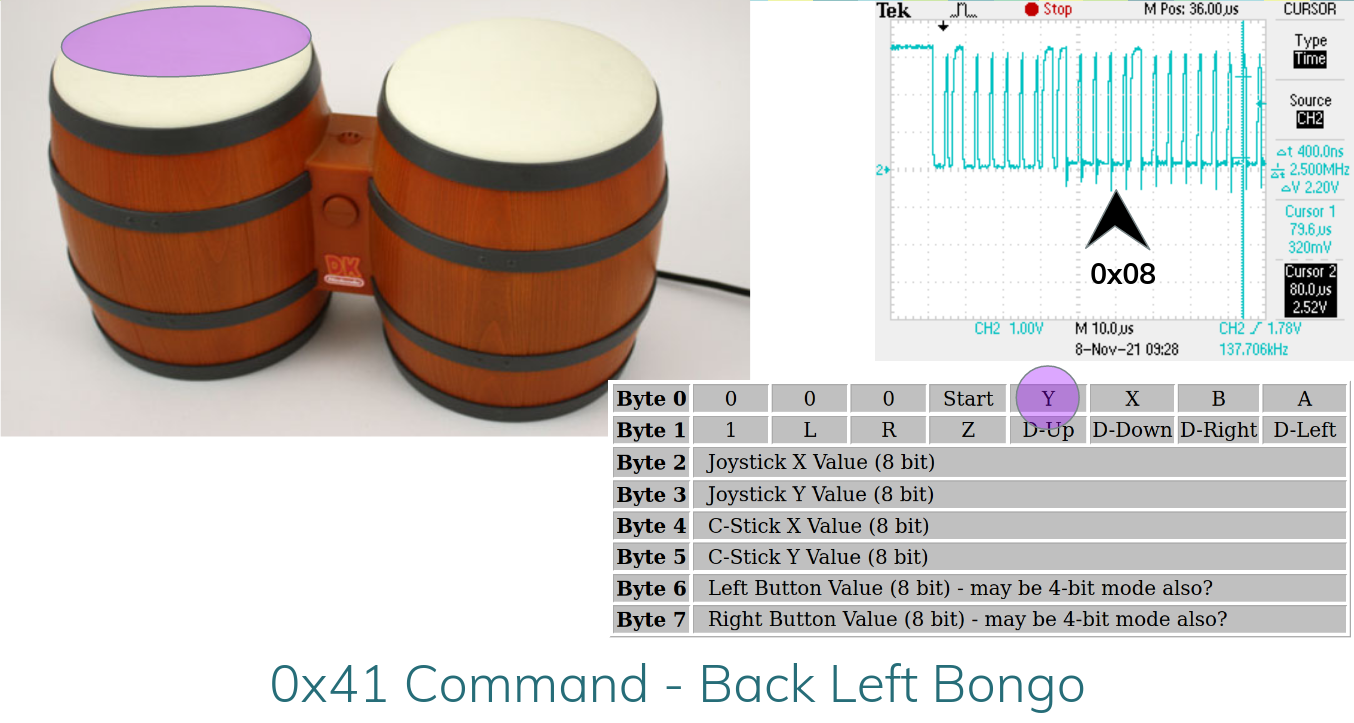 Tek Stop M Pos: 36.00µs CURSOR
Type
Time
Source
CH2
Δt 400.0ns
2.500MHz
ΔV 2.20V
Cursor 1
79.6µs
320mV
Cursor 2
80.0µs
2.52V
2
0x08
CH2 1.00V M 10.0µs CH2 1.78V
8-Nov-21 09:28 137.706kHz
DK
Nintendo
Byte 0 0 0 0 Start Y X B A
Byte 1 1 L R Z D-Up D-Down D-Right D-Left
Byte 2 Joystick X Value (8 bit)
Byte 3 Joystick Y Value (8 bit)
Byte 4 C-Stick X Value (8 bit)
Byte 5 C-Stick Y Value (8 bit)
Byte 6 Left Button Value (8 bit) - may be 4-bit mode also?
Byte 7 Right Button Value (8 bit) - may be 4-bit mode also?
0x41 Command - Back Left Bongo